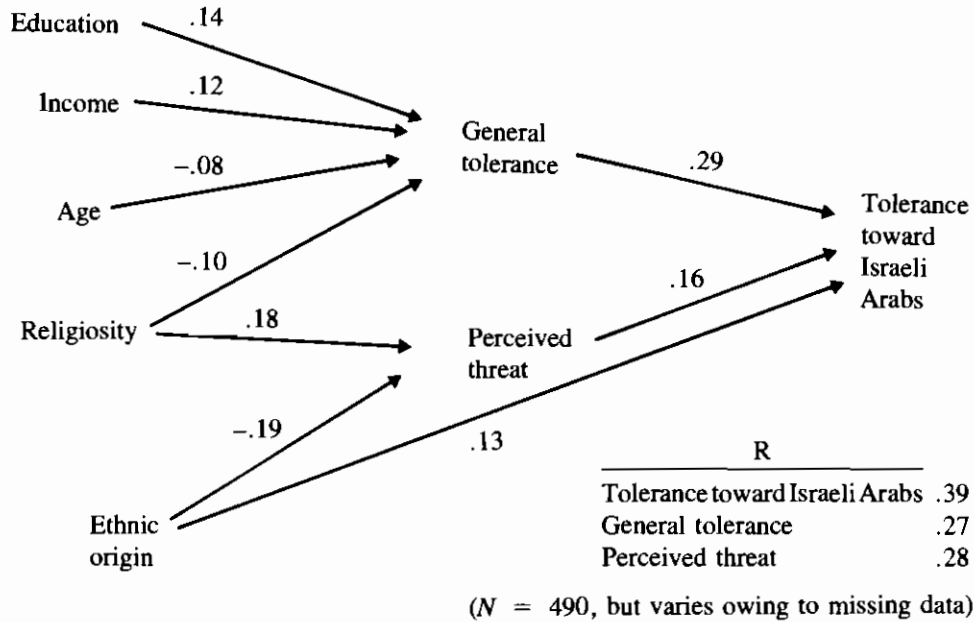 Education
.14
Income
.12
General
tolerance
-.08
.29
Age
Tolerance
toward
Israeli
Arabs
-.10
.16
Religiosity
.18
Perceived
threat
-.19
.13
Ethnic
origin
R
Tolerance toward Israeli Arabs .39
General tolerance .27
Perceived threat .28
(N = 490, but varies owing to missing data)